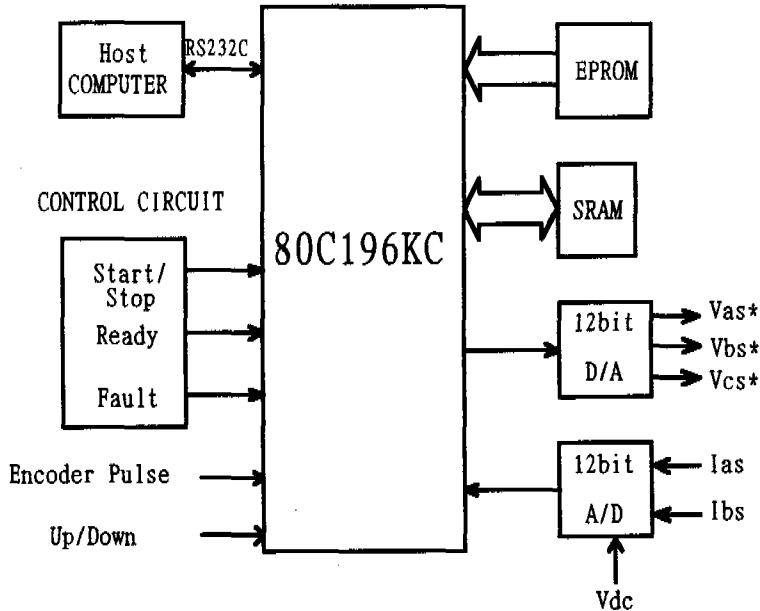 Host
COMPUTER
RS232C
EPROM
CONTROL CIRCUIT
SRAM
80C196KC
Start/
Stop
Ready
Fault
12bit
D/A
Vas*
Vbs*
Vcs*
Encoder Pulse
Up/Down
12bit
A/D
Ias
Ibs
Vdc